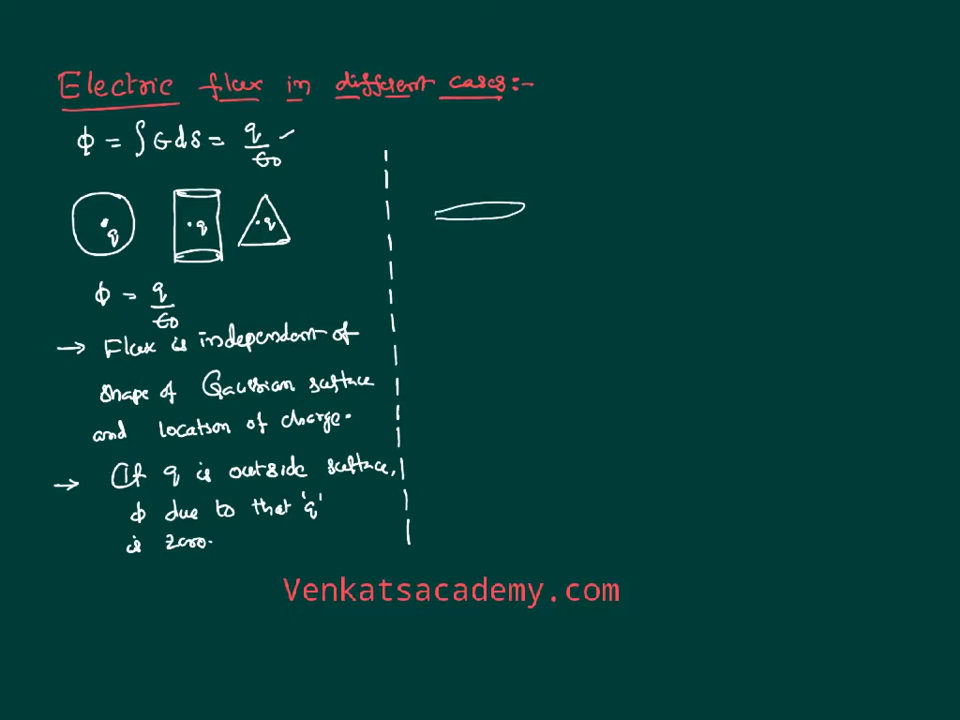 Electric flux in different cases:-
ϕ = ∫ E ds = q/ε0
q q q
ϕ = q/ε0
→ Flux is independent of
shape of Gaussian surface
and location of charge.
→ If q is outside surface,
ϕ due to that 'q'
is zero.
Venkatsacademy.com